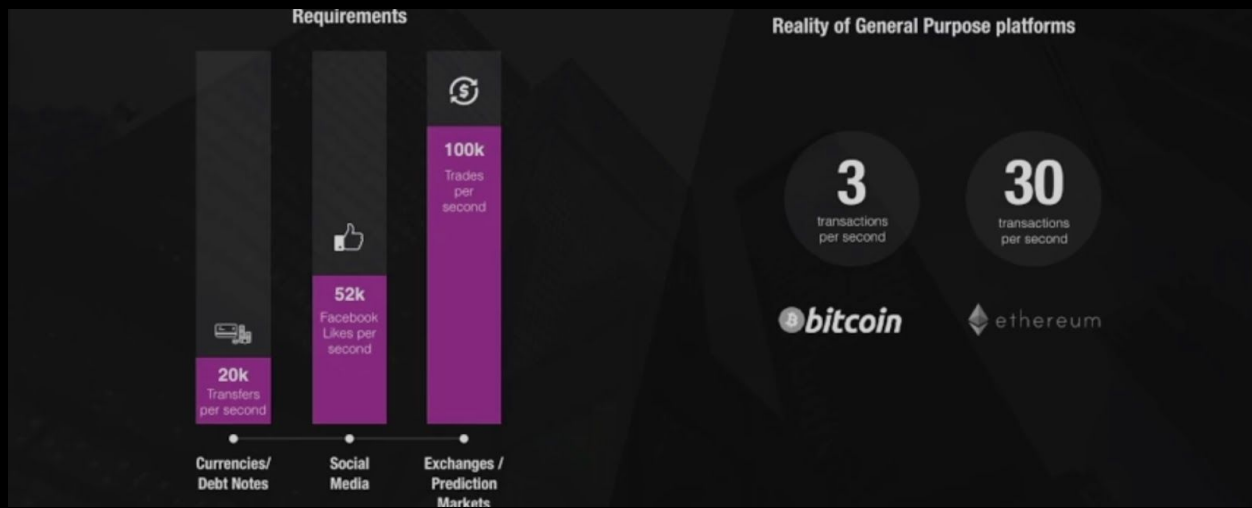 Requirements
20k
Transfers
per second
52k
Facebook
Likes per
second
100k
Trades
per
second
Currencies/
Debt Notes
Social
Media
Exchanges /
Prediction
Markets
Reality of General Purpose platforms
3
transactions
per second
bitcoin
30
transactions
per second
ethereum